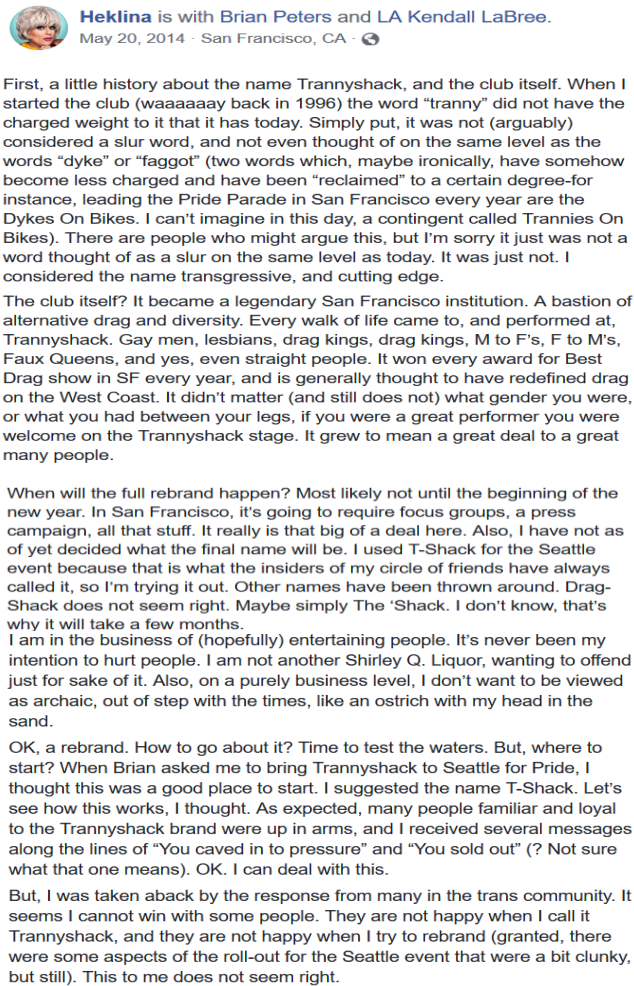 Heklina is with Brian Peters and LA Kendall LaBree.
May 20, 2014 · San Francisco, CA ·
First, a little history about the name Trannyshack, and the club itself. When I
started the club (waaaaaay back in 1996) the word “tranny” did not have the
charged weight to it that it has today. Simply put, it was not (arguably)
considered a slur word, and not even thought of on the same level as the
words “dyke” or “faggot” (two words which, maybe ironically, have somehow
become less charged and have been “reclaimed” to a certain degree-for
instance, leading the Pride Parade in San Francisco every year are the
Dykes On Bikes. I can’t imagine in this day, a contingent called Trannies On
Bikes). There are people who might argue this, but I’m sorry it just was not a
word thought of as a slur on the same level as today. It was just not. I
considered the name transgressive, and cutting edge.
The club itself? It became a legendary San Francisco institution. A bastion of
alternative drag and diversity. Every walk of life came to, and performed at,
Trannyshack. Gay men, lesbians, drag kings, drag kings, M to F’s, F to M’s,
Faux Queens, and yes, even straight people. It won every award for Best
Drag show in SF every year, and is generally thought to have redefined drag
on the West Coast. It didn’t matter (and still does not) what gender you were,
or what you had between your legs, if you were a great performer you were
welcome on the Trannyshack stage. It grew to mean a great deal to a great
many people.
When will the full rebrand happen? Most likely not until the beginning of the
new year. In San Francisco, it’s going to require focus groups, a press
campaign, all that stuff. It really is that big of a deal here. Also, I have not as
of yet decided what the final name will be. I used T-Shack for the Seattle
event because that is what the insiders of my circle of friends have always
called it, so I’m trying it out. Other names have been thrown around. Drag-
Shack does not seem right. Maybe simply The ‘Shack. I don’t know, that’s
why it will take a few months.
I am in the business of (hopefully) entertaining people. It’s never been my
intention to hurt people. I am not another Shirley Q. Liquor, wanting to offend
just for sake of it. Also, on a purely business level, I don’t want to be viewed
as archaic, out of step with the times, like an ostrich with my head in the
sand.
OK, a rebrand. How to go about it? Time to test the waters. But, where to
start? When Brian asked me to bring Trannyshack to Seattle for Pride, I
thought this was a good place to start. I suggested the name T-Shack. Let’s
see how this works, I thought. As expected, many people familiar and loyal
to the Trannyshack brand were up in arms, and I received several messages
along the lines of “You caved in to pressure” and “You sold out” (? Not sure
what that one means). OK. I can deal with this.
But, I was taken aback by the response from many in the trans community. It
seems I cannot win with some people. They are not happy when I call it
Trannyshack, and they are not happy when I try to rebrand (granted, there
were some aspects of the roll-out for the Seattle event that were a bit clunky,
but still). This to me does not seem right.